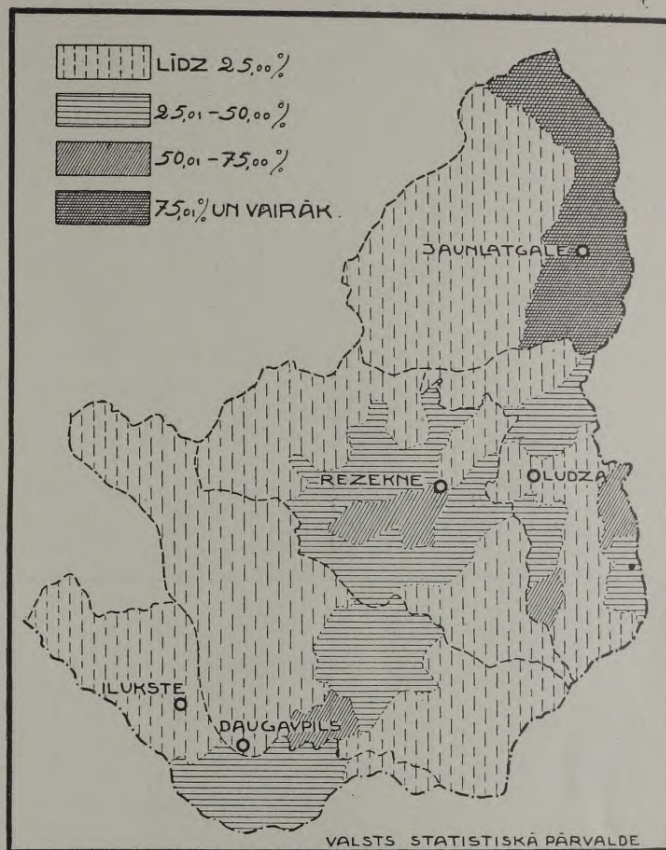 LĪDZ 25,00%
25,01-50,00%
50,01-75,00%
75,01% UN VAIRĀK.
JAUNLATGALE
REZEKNE
LUDZA
ILUKSTE
DAUGAVPILS
VALSTS STATISTISKĀ PĀRVALDE